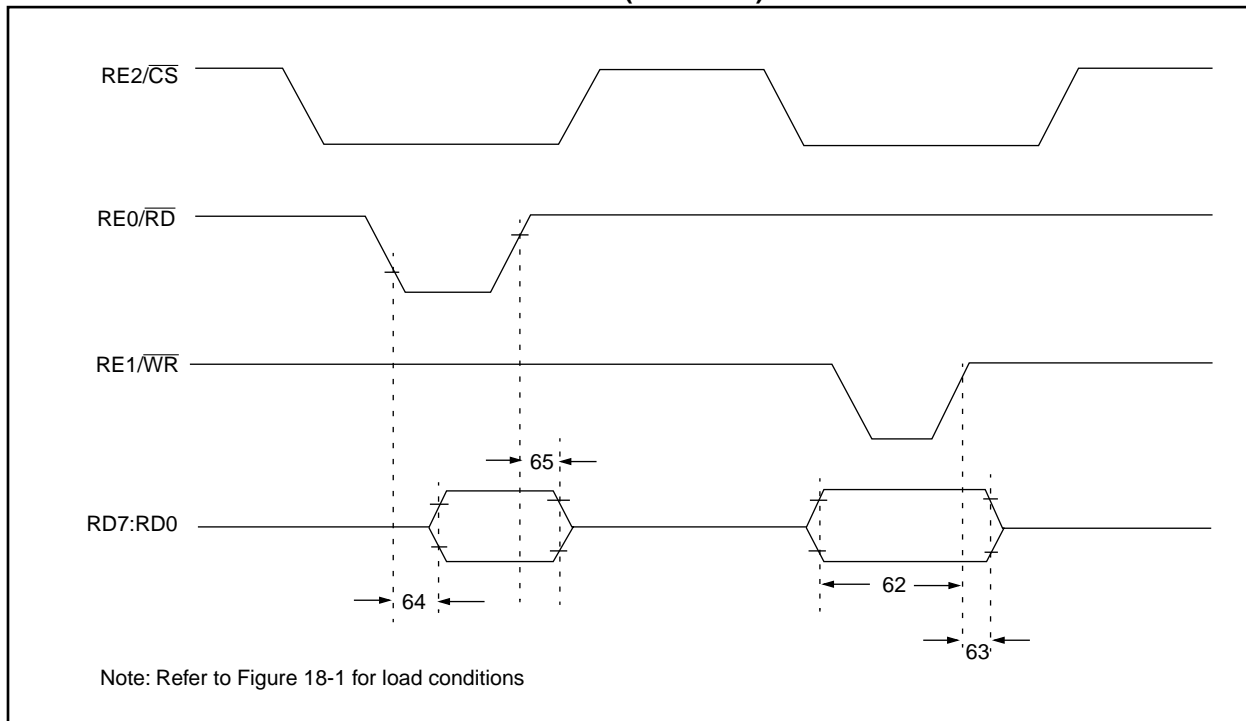 RE2/CS
RE0/RD
RE1/WR
65
RD7:RD0
62
64
63
Note: Refer to Figure 18-1 for load conditions